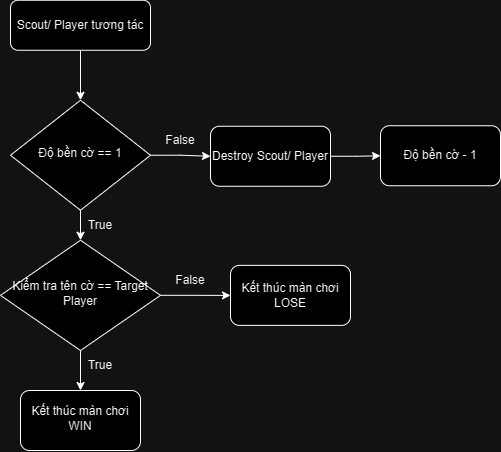 Scout/ Player tương tác
Độ bền cờ == 1
False
Destroy Scout/ Player
Độ bền cờ - 1
True
Kiểm tra tên cờ == Target
Player
False
Kết thúc màn chơi
LOSE
True
Kết thúc màn chơi
WIN